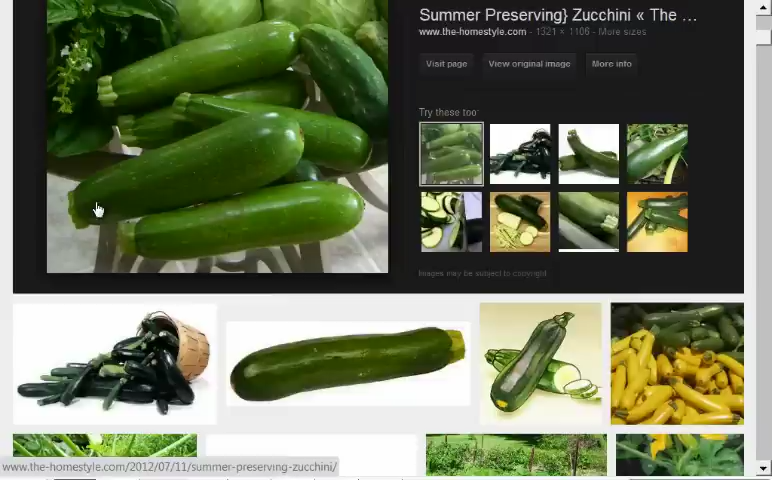 Summer Preserving} Zucchini « The ...
www.the-homestyle.com - 1321 × 1106 - More sizes
Visit page
View original image
More info
Try these too:
Images may be subject to copyright.
www.the-homestyle.com/2012/07/11/summer-preserving-zucchini/